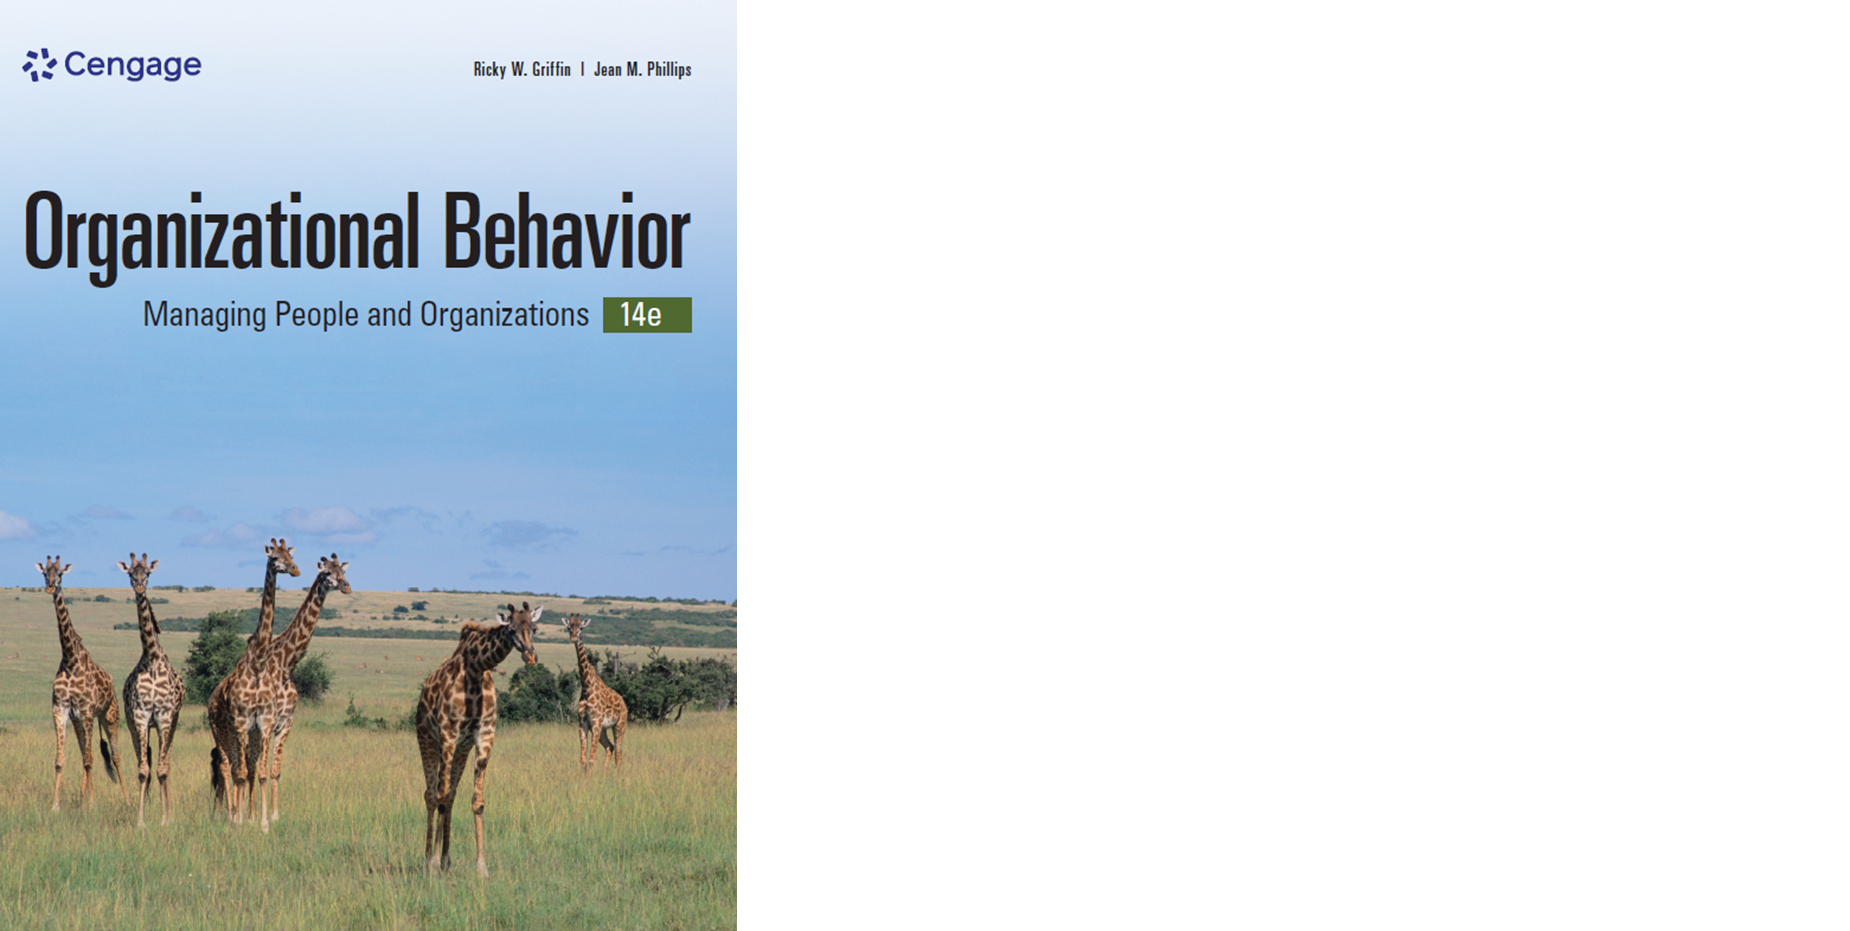 Cengage
Ricky W. Griffin | Jean M. Phillips
Organizational Behavior
Managing People and Organizations 14e